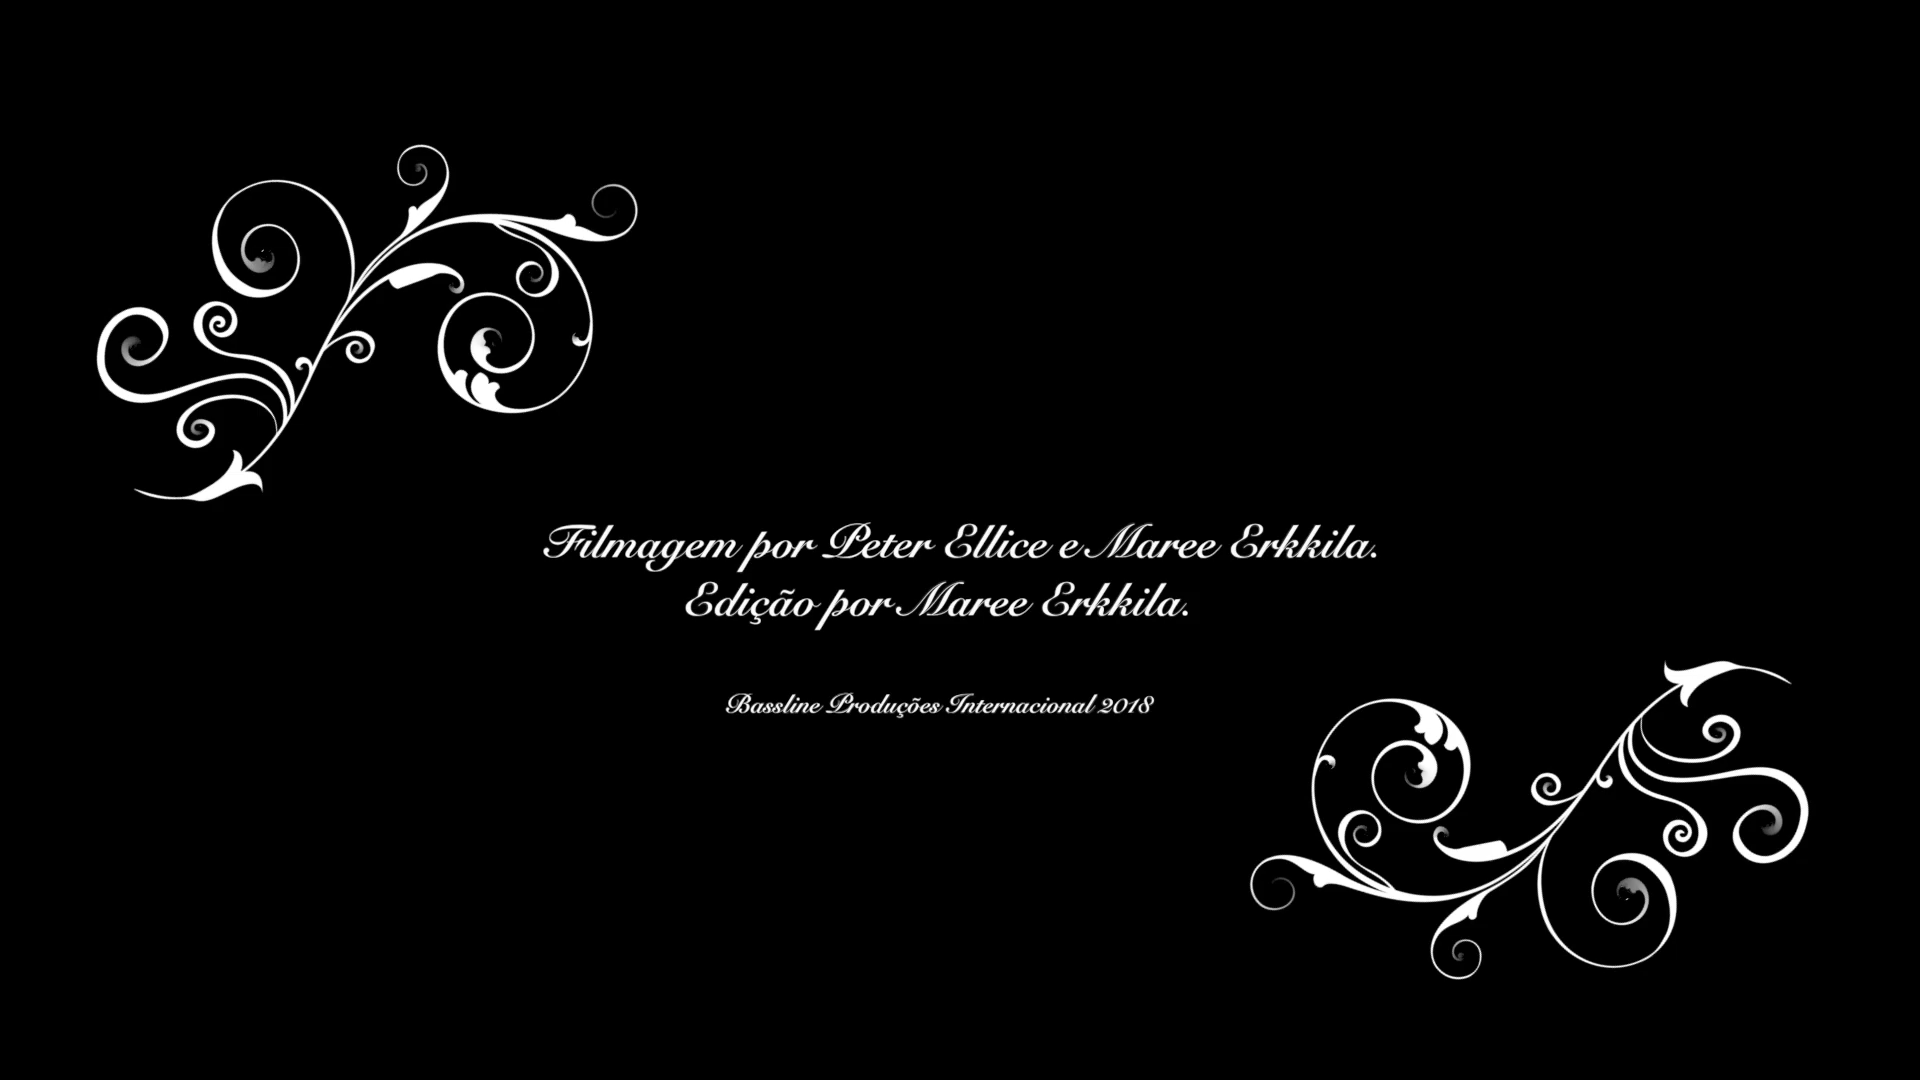 Filmagem por Peter Ellice e Maree Erkkila.
Edição por Maree Erkkila.
Bassline Produções Internacional 2018